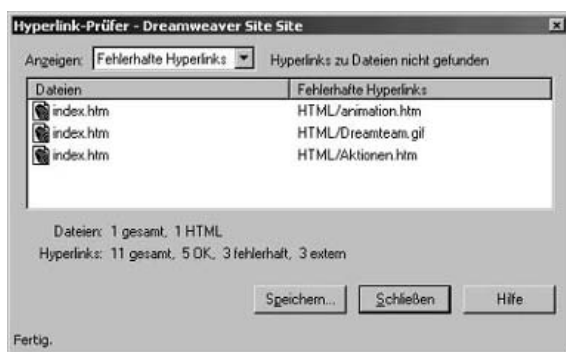 Hyperlink-Prüfer - Dreamweaver Site Site
Anzeigen: Fehlerhafte Hyperlinks Hyperlinks zu Dateien nicht gefunden
Dateien Fehlerhafte Hyperlinks
index.htm HTML/animation.htm
index.htm HTML/Dreamteam.gif
index.htm HTML/Aktionen.htm
Dateien: 1 gesamt, 1 HTML
Hyperlinks: 11 gesamt, 5 OK, 3 fehlerhaft, 3 extern
Speichern... Schließen Hilfe
Fertig.